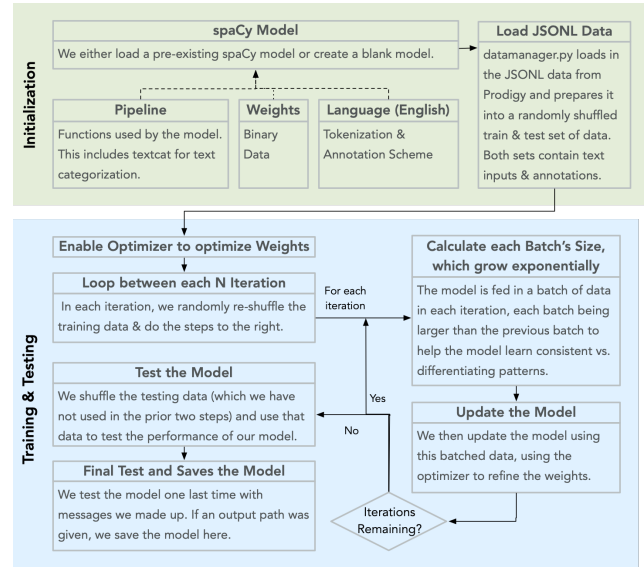 Initialization
spaCy Model
We either load a pre-existing spaCy model or create a blank model.
Pipeline
Functions used by the model.
This includes textcat for text
categorization.
Weights
Binary
Data
Language (English)
Tokenization &
Annotation Scheme
Load JSONL Data
datamanager.py loads in
the JSONL data from
Prodigy and prepares it
into a randomly shuffled
train & test set of data.
Both sets contain text
inputs & annotations.
Training & Testing
Enable Optimizer to optimize Weights
Loop between each N Iteration
In each iteration, we randomly re-shuffle the
training data & do the steps to the right.
For each
iteration
Calculate each Batch's Size,
which grow exponentially
The model is fed in a batch of data
in each iteration, each batch being
larger than the previous batch to
help the model learn consistent vs.
differentiating patterns.
Update the Model
We then update the model using
this batched data, using the
optimizer to refine the weights.
Iterations
Remaining?
Yes
No
Test the Model
We shuffle the testing data (which we have
not used in the prior two steps) and use that
data to test the performance of our model.
Final Test and Saves the Model
We test the model one last time with
messages we made up. If an output path was
given, we save the model here.